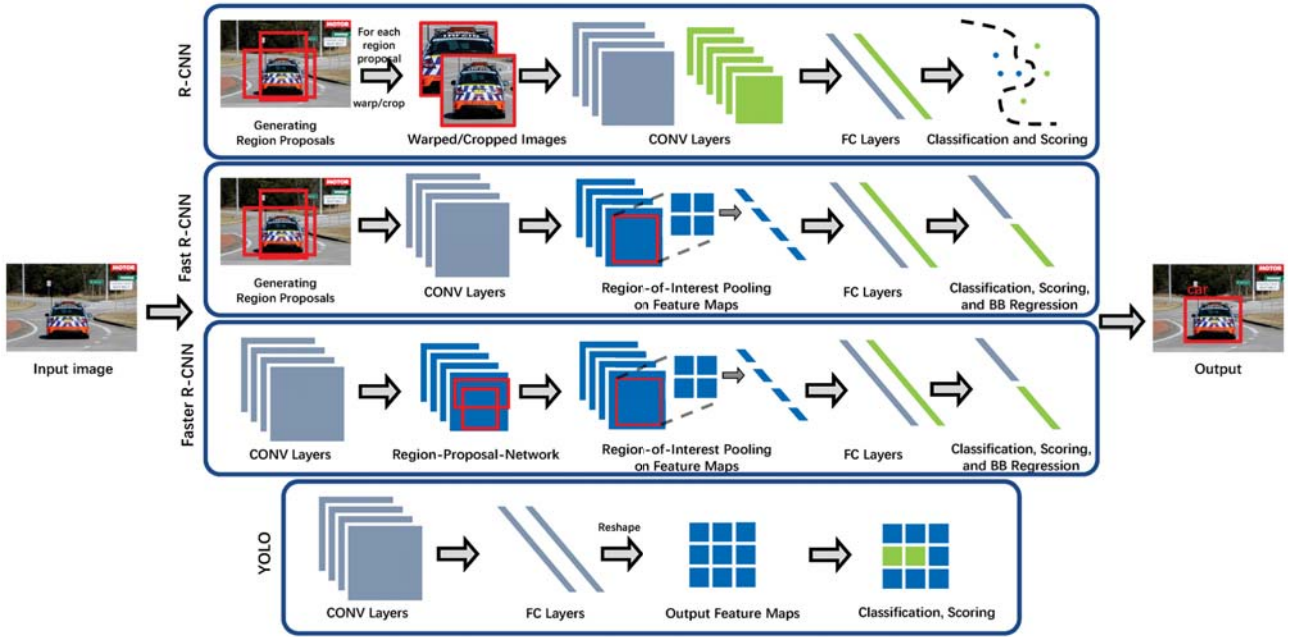 R-CNN
For each
region
proposal
warp/crop
Generating
Region Proposals
Warped/Cropped Images
CONV Layers
FC Layers
Classification and Scoring
Fast R-CNN
MOTOR
Generating
Region Proposals
CONV Layers
Region-of-Interest Pooling
on Feature Maps
FC Layers
Classification, Scoring,
and BB Regression
MOTOR
Input image
MOTOR
car
Output
Faster R-CNN
CONV Layers
Region-Proposal-Network
Region-of-Interest Pooling
on Feature Maps
FC Layers
Classification, Scoring,
and BB Regression
YOLO
CONV Layers
FC Layers
Reshape
Output Feature Maps
Classification, Scoring